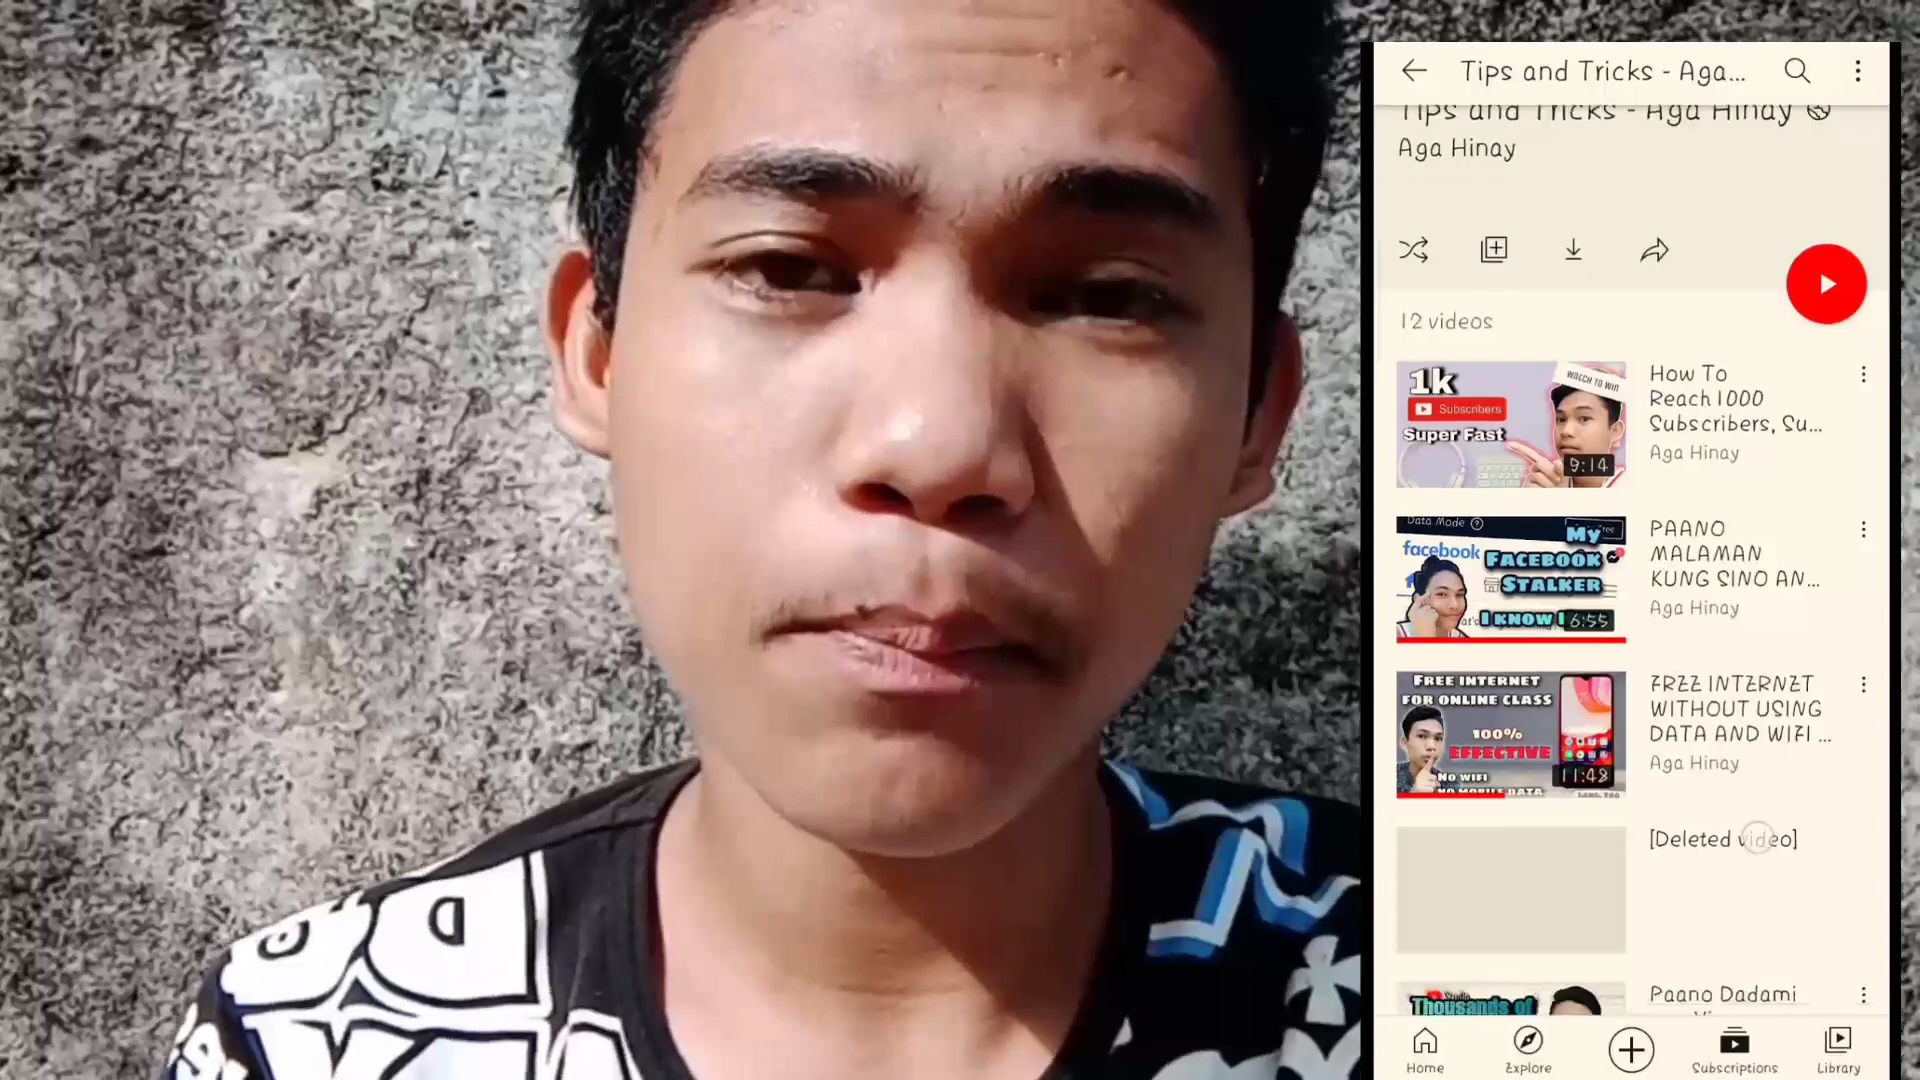 Tips and Tricks - Aga...
Tips and Tricks - Aga Hinay
Aga Hinay
12 videos
1k
WATCH TO WIN
Subscribers
Super Fast
9:14
How To
Reach 1000
Subscribers, Su...
Aga Hinay
Data Mode
facebook
My
FACEBOOK
STALKER
I KNOW
6:55
PAANO
MALAMAN
KUNG SINO AN...
Aga Hinay
FREE INTERNET
FOR ONLINE CLASS
100%
EFFECTIVE
NO WIFI
NO MOBILE DATA
11:48
FREE INTERNET
WITHOUT USING
DATA AND WIFI ...
Aga Hinay
[Deleted video]
Thousands of
Paano Dadami
Home
Explore
Subscriptions
Library